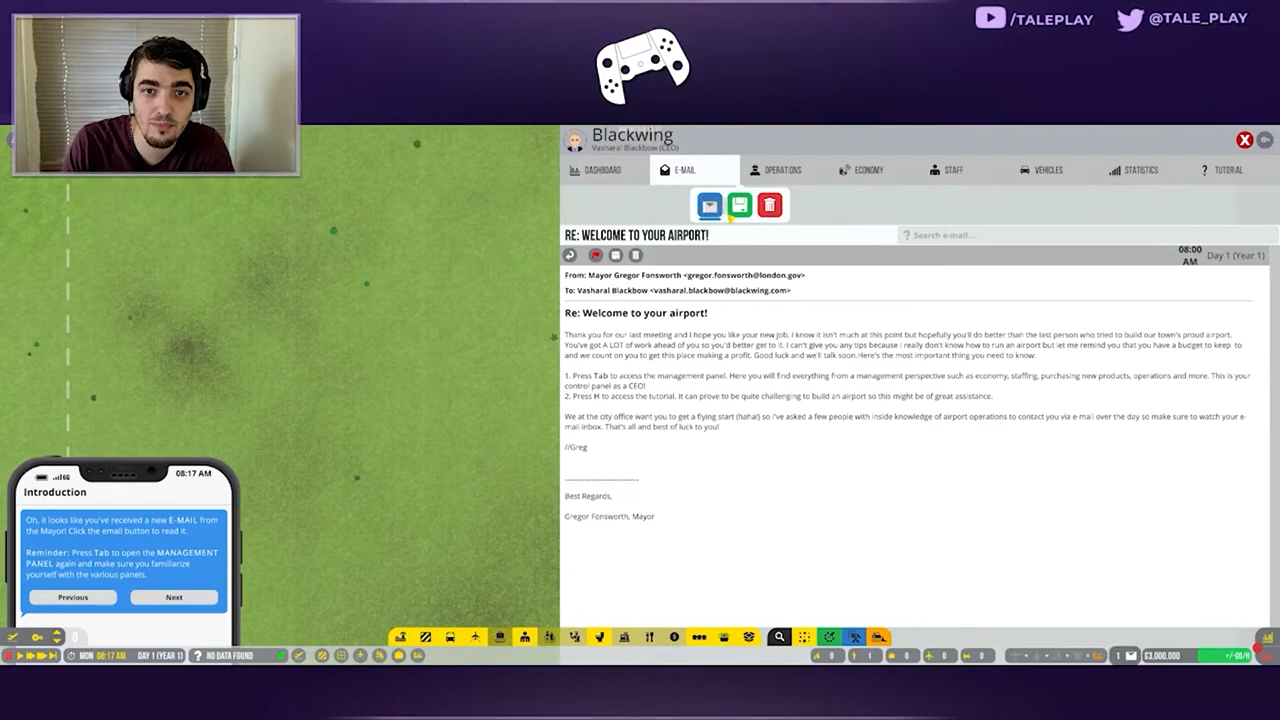 /TALEPLAY
@TALE_PLAY
Blackwing
Vasharal Blackbow (CEO)
X
DASHBOARD
E-MAIL
OPERATIONS
ECONOMY
STAFF
VEHICLES
STATISTICS
? TUTORIAL
RE: WELCOME TO YOUR AIRPORT!
? Search e-mail...
08:00
AM
Day 1 (Year 1)
From: Mayor Gregor Fonsworth <gregor.fonsworth@london.gov>
To: Vasharal Blackbow <vasharal.blackbow@blackwing.com>
Re: Welcome to your airport!
Thank you for our last meeting and I hope you like your new job. I know it isn't much at this point but hopefully you'll do better than the last person who tried to build our town's proud airport.
You've got A LOT of work ahead of you so you'd better get to it. I can't give you any tips because I really don't know how to run an airport but let me remind you that you have a budget to keep to
and we count on you to get this place making a profit. Good luck and we'll talk soon.Here's the most important thing you need to know:
1. Press Tab to access the management panel. Here you will find everything from a management perspective such as economy, staffing, purchasing new products, operations and more. This is your
control panel as a CEO!
2. Press H to access the tutorial. It can prove to be quite challenging to build an airport so this might be of great assistance.
We at the city office want you to get a flying start (haha!) so i've asked a few people with inside knowledge of airport operations to contact you via e-mail over the day so make sure to watch your e-
mail inbox. That's all and best of luck to you!
//Greg
------------------------
Best Regards,
Gregor Fonsworth, Mayor
6G
08:17 AM
Introduction
Oh, it looks like you've received a new E-MAIL from
the Mayor! Click the email button to read it.
Reminder: Press Tab to open the MANAGEMENT
PANEL again and make sure you familiarize
yourself with the various panels.
Previous
Next
0
MON 08:17 AM DAY 1 (YEAR 1)
? NO DATA FOUND
0
1
0
0
0
1
£3,000,000
+/-£0/H